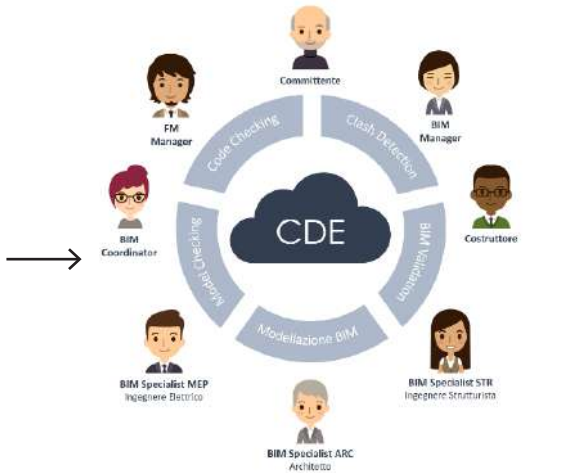 Committente
FM
Manager
BIM
Manager
Code Checking
Clash Detection
BIM
Coordinator
CDE
Costruttore
Model Checking
BIM Validation
Modellazione BIM
BIM Specialist MEP
Ingegnere Elettrico
BIM Specialist STR
Ingegnere Strutturista
BIM Specialist ARC
Architetto